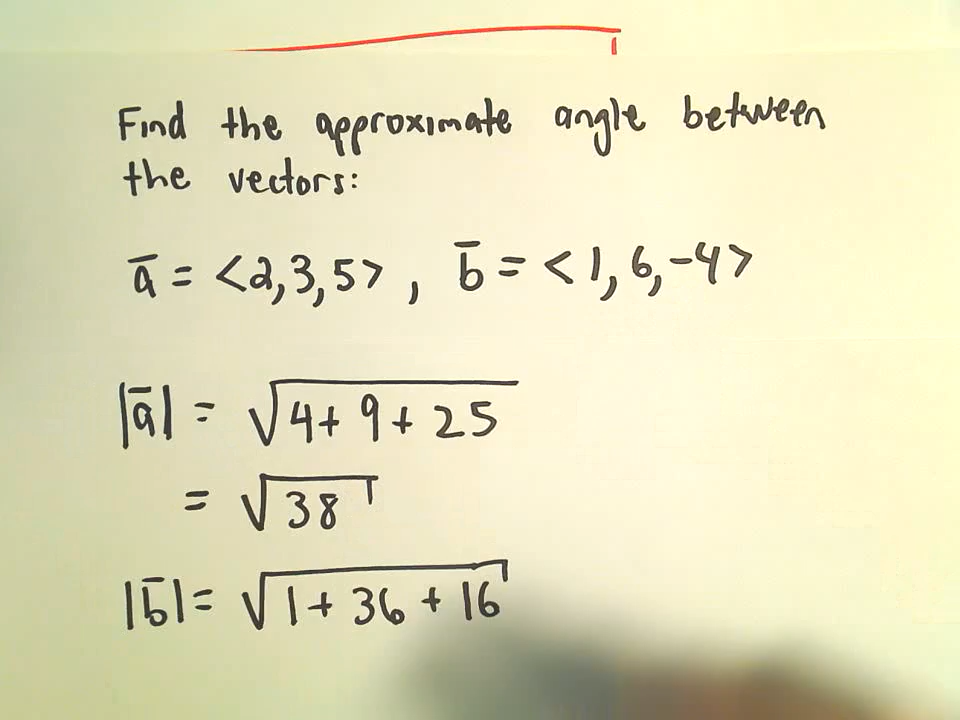 Find the approximate angle between
the vectors:
a̅ = <2,3,5> , b̅ = <1,6,-4>
|a̅| = √4+9+25
= √38
|b̅| = √1+36+16